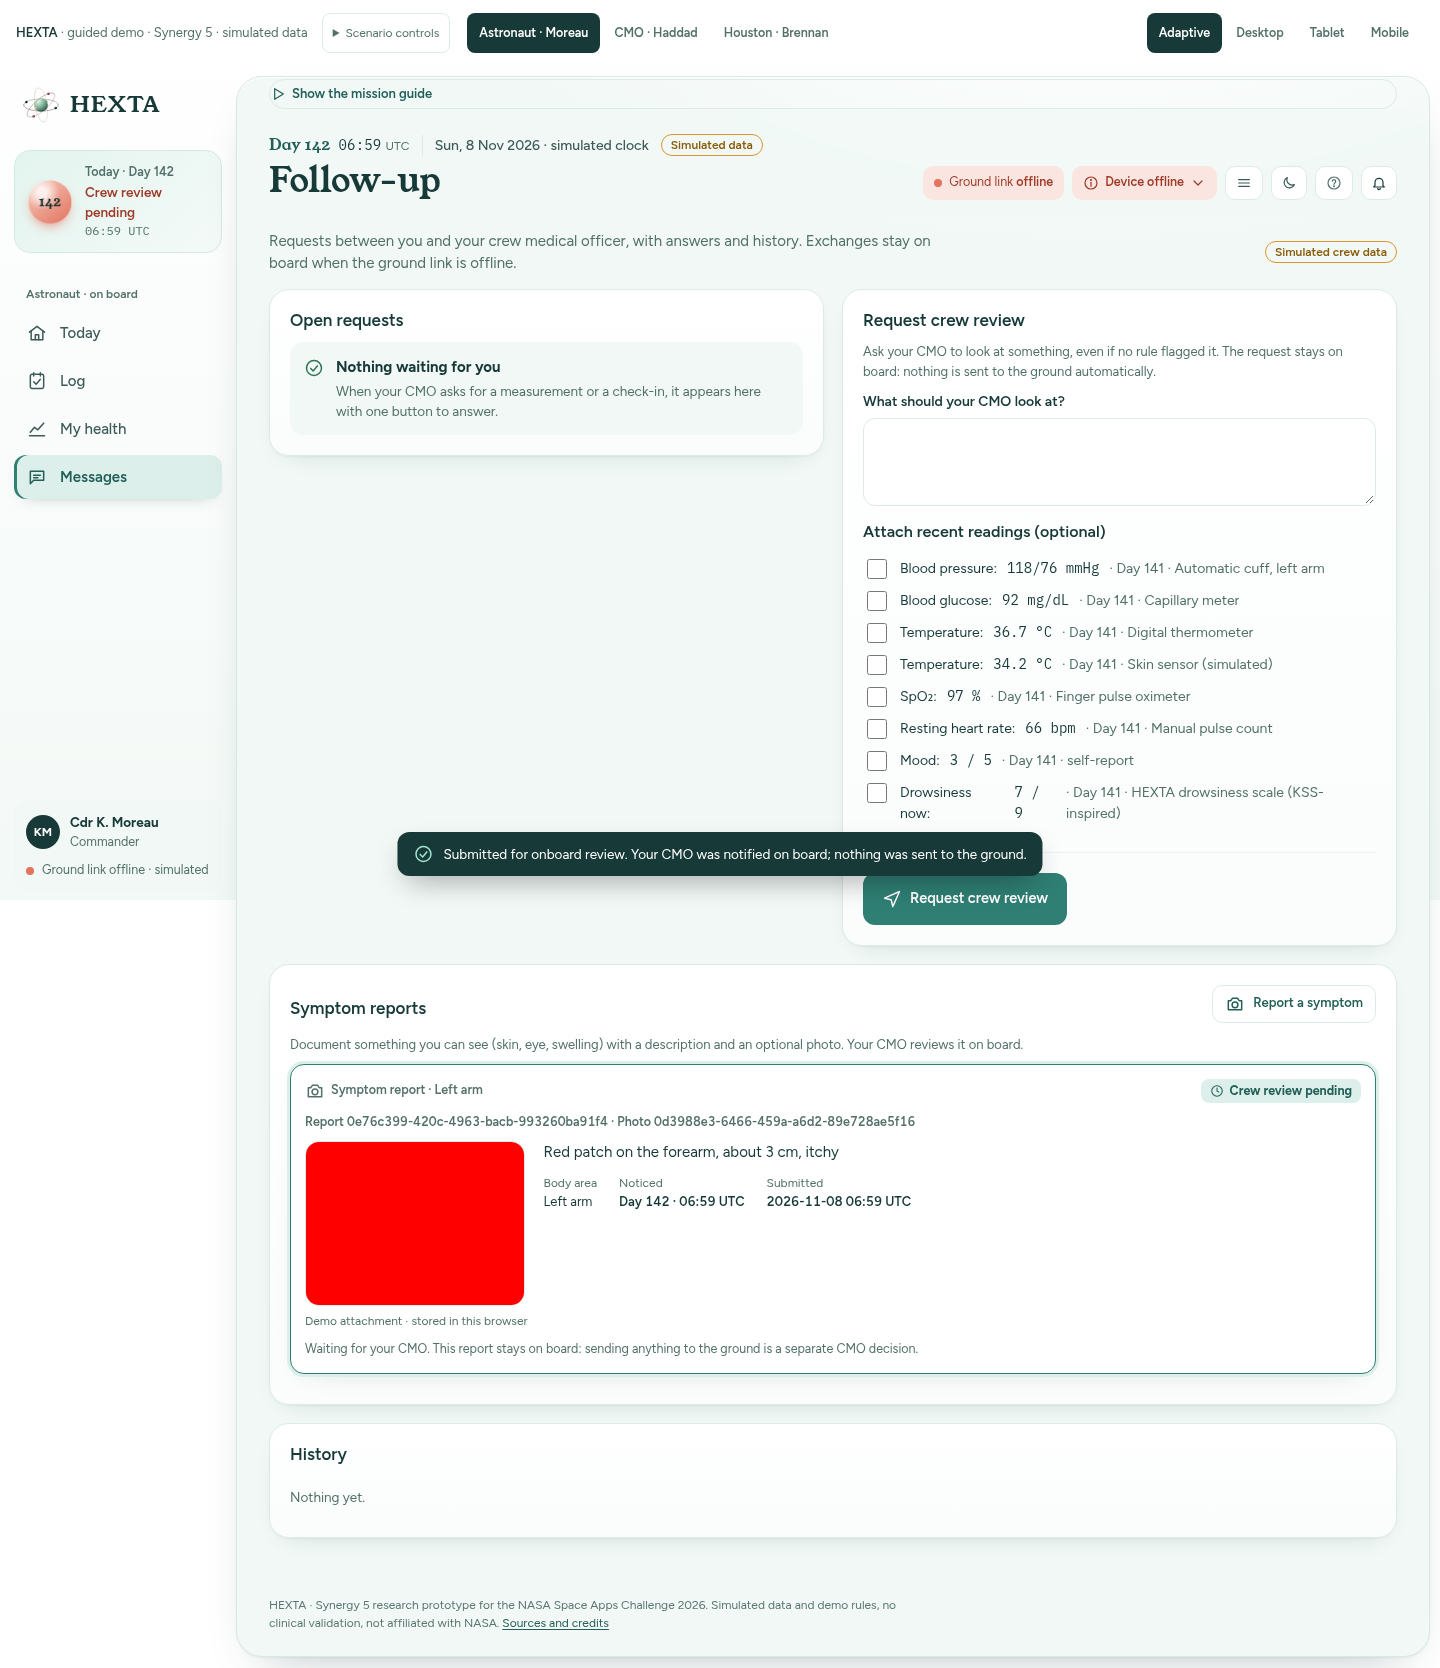 HEXTA · guided demo · Synergy 5 · simulated data
Scenario controls
Astronaut · Moreau
CMO · Haddad
Houston · Brennan
Adaptive
Desktop
Tablet
Mobile
HEXTA
142
Today · Day 142
Crew review
pending
06:59 UTC
Astronaut · on board
Today
Log
My health
Messages
KM
Cdr K. Moreau
Commander
Ground link offline · simulated
Show the mission guide
Day 142 06:59 UTC
Sun, 8 Nov 2026 · simulated clock
Simulated data
Follow-up
Ground link offline
Device offline
Requests between you and your crew medical officer, with answers and history. Exchanges stay on
board when the ground link is offline.
Simulated crew data
Open requests
Nothing waiting for you
When your CMO asks for a measurement or a check-in, it appears here
with one button to answer.
Request crew review
Ask your CMO to look at something, even if no rule flagged it. The request stays on
board: nothing is sent to the ground automatically.
What should your CMO look at?
Attach recent readings (optional)
Blood pressure: 118/76 mmHg · Day 141 · Automatic cuff, left arm
Blood glucose: 92 mg/dL · Day 141 · Capillary meter
Temperature: 36.7 °C · Day 141 · Digital thermometer
Temperature: 34.2 °C · Day 141 · Skin sensor (simulated)
SpO₂: 97 % · Day 141 · Finger pulse oximeter
Resting heart rate: 66 bpm · Day 141 · Manual pulse count
Mood: 3 / 5 · Day 141 · self-report
Drowsiness 7 / · Day 141 · HEXTA drowsiness scale (KSS-
now: 9 inspired)
Submitted for onboard review. Your CMO was notified on board; nothing was sent to the ground.
Request crew review
Symptom reports
Report a symptom
Document something you can see (skin, eye, swelling) with a description and an optional photo. Your CMO reviews it on board.
Symptom report · Left arm
Crew review pending
Report 0e76c399-420c-4963-bacb-993260ba91f4 · Photo 0d3988e3-6466-459a-a6d2-89e728ae5f16
Red patch on the forearm, about 3 cm, itchy
Body area Noticed Submitted
Left arm Day 142 · 06:59 UTC 2026-11-08 06:59 UTC
Demo attachment · stored in this browser
Waiting for your CMO. This report stays on board: sending anything to the ground is a separate CMO decision.
History
Nothing yet.
HEXTA · Synergy 5 research prototype for the NASA Space Apps Challenge 2026. Simulated data and demo rules, no
clinical validation, not affiliated with NASA. Sources and credits